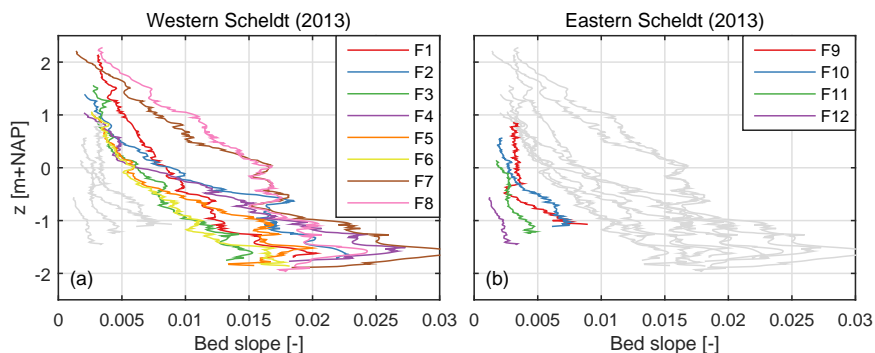 Western Scheldt (2013)
z [m+NAP]
2
1
0
-1
-2
F1
F2
F3
F4
F5
F6
F7
F8
(a)
0 0.005 0.01 0.015 0.02 0.025 0.03
Bed slope [-]
Eastern Scheldt (2013)
F9
F10
F11
F12
(b)
0 0.005 0.01 0.015 0.02 0.025 0.03
Bed slope [-]